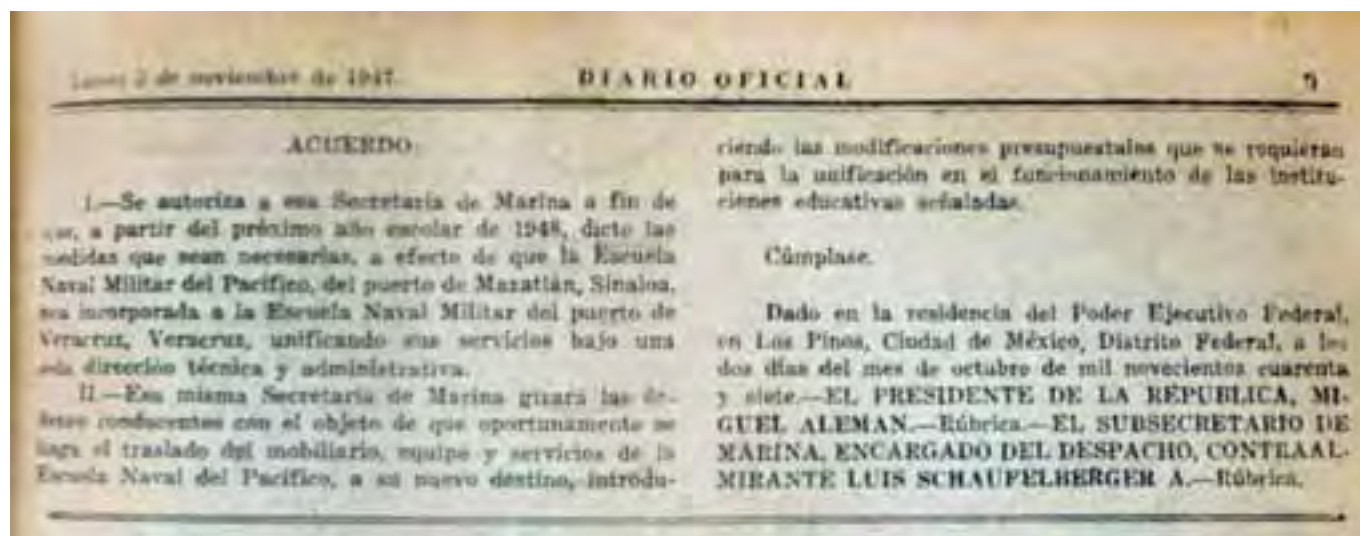 Lunes 3 de noviembre de 1947.
DIARIO OFICIAL
9
ACUERDO:
I.—Se autoriza a esa Secretaría de Marina a fin de
que, a partir del próximo año escolar de 1948, dicte las
medidas que sean necesarias, a efecto de que la Escuela
Naval Militar del Pacífico, del puerto de Mazatlán, Sinaloa,
sea incorporada a la Escuela Naval Militar del puerto de
Veracruz, Veracruz, unificando sus servicios bajo una
sola dirección técnica y administrativa.
II.—Esa misma Secretaría de Marina girará las ór-
denes conducentes con el objeto de que oportunamente se
haga el traslado del mobiliario, equipo y servicios de la
Escuela Naval del Pacífico, a su nuevo destino, introdu-
ciendo las modificaciones presupuestales que se requieran
para la unificación en el funcionamiento de las institu-
ciones educativas señaladas.
Cúmplase.
Dado en la residencia del Poder Ejecutivo Federal,
en Los Pinos, Ciudad de México, Distrito Federal, a los
dos días del mes de octubre de mil novecientos cuarenta
y siete.—EL PRESIDENTE DE LA REPUBLICA, MI-
GUEL ALEMAN.—Rúbrica.—EL SUBSECRETARIO DE
MARINA, ENCARGADO DEL DESPACHO, CONTRAAL-
MIRANTE LUIS SCHAUFELBERGER A.—Rúbrica.